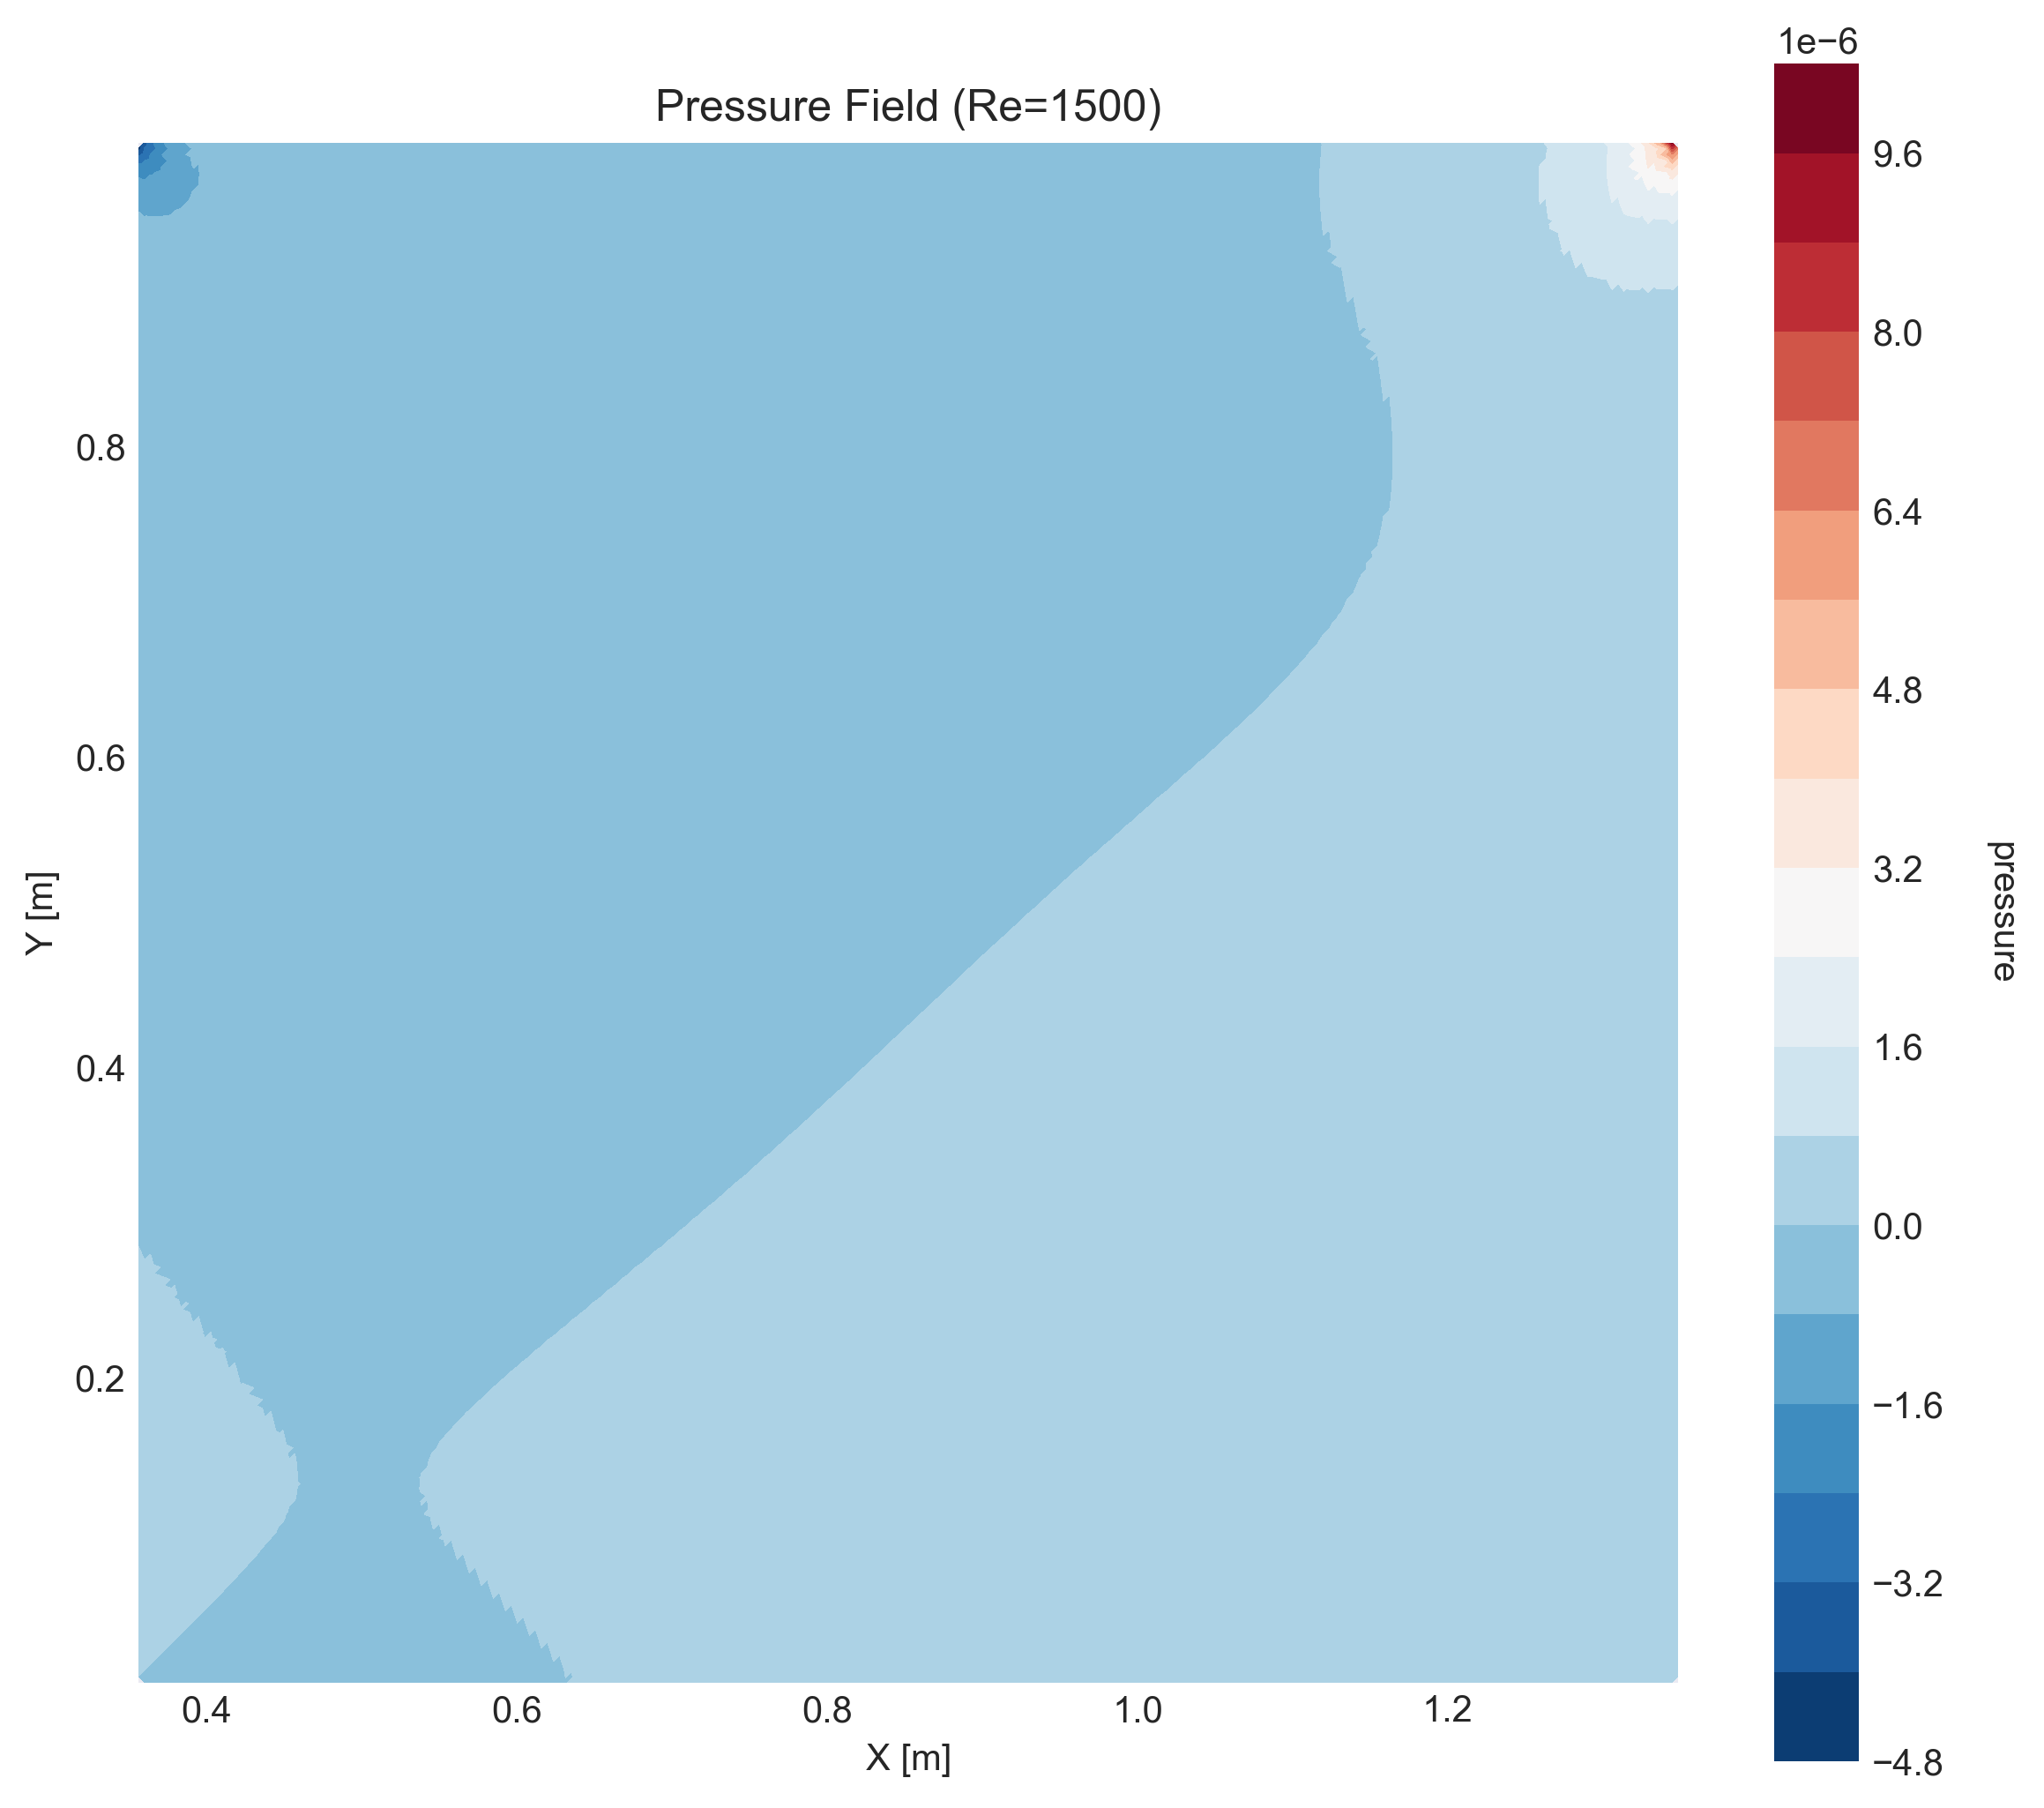 1e−6
Pressure Field (Re=1500)
9.6
8.0
6.4
4.8
3.2
1.6
0.0
−1.6
−3.2
−4.8
pressure
0.8
0.6
0.4
0.2
Y [m]
0.4 0.6 0.8 1.0 1.2
X [m]